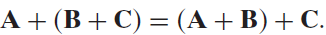 A + (B + C) = (A + B) + C.